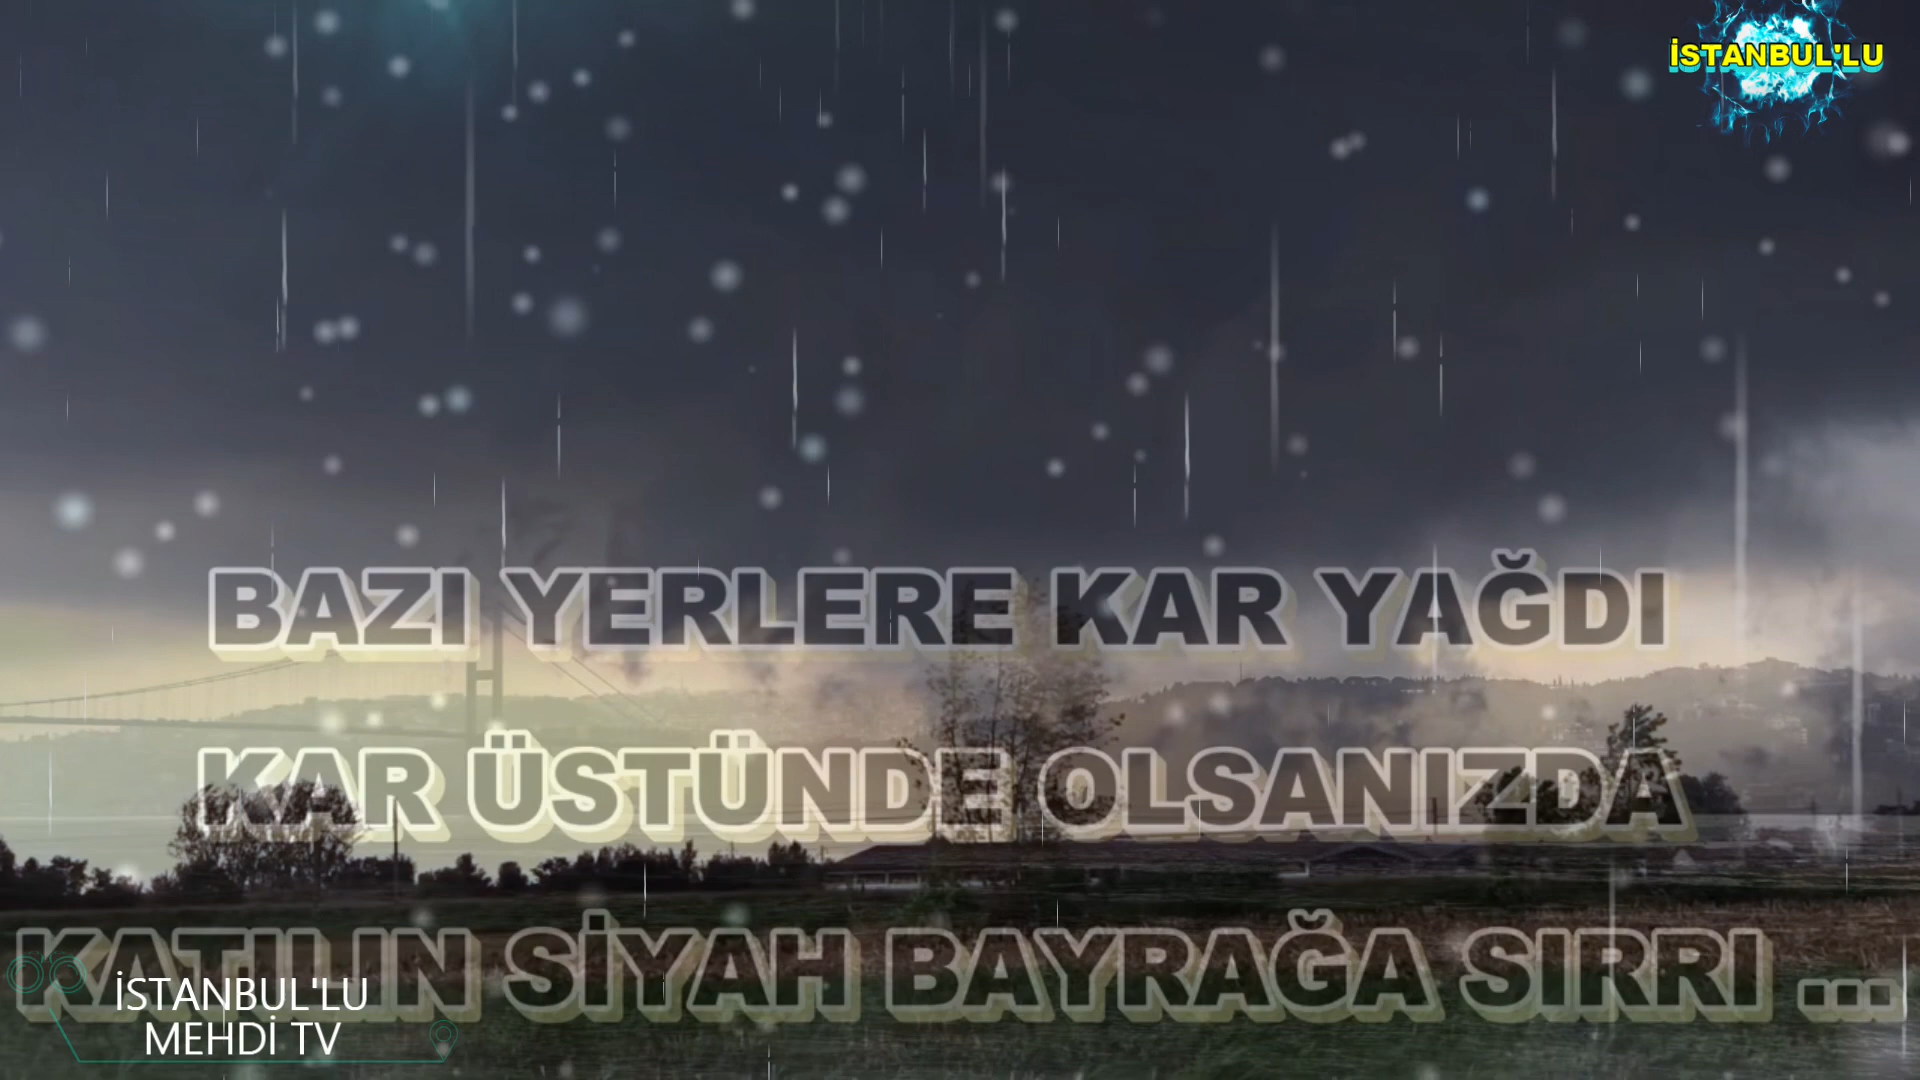 İSTANBUL'LU
BAZI YERLERE KAR YAĞDI
KAR ÜSTÜNDE OLSANIZDA
KATILIN SİYAH BAYRAĞA SIRRI ...
İSTANBUL'LU
MEHDİ TV